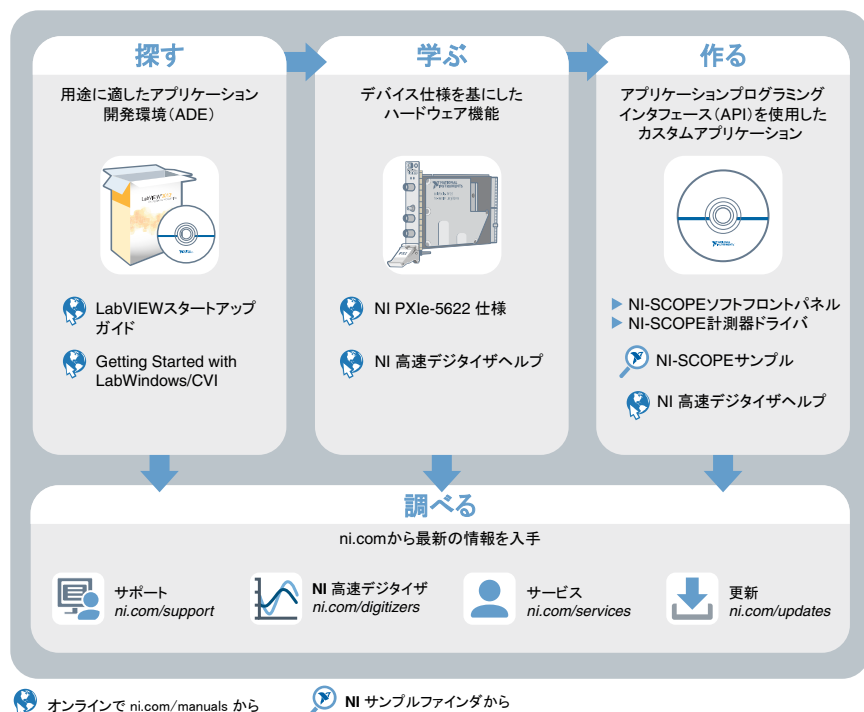 探す
用途に適したアプリケーション
開発環境（ADE）
LabVIEW
LabVIEWスタートアップ
ガイド
Getting Started with
LabWindows/CVI
学ぶ
デバイス仕様を基にした
ハードウェア機能
NATIONAL
INSTRUMENTS
NI PXIe-5622 仕様
NI 高速デジタイザヘルプ
作る
アプリケーションプログラミング
インタフェース（API）を使用した
カスタムアプリケーション
NI-SCOPEソフトフロントパネル
NI-SCOPE計測器ドライバ
NI-SCOPEサンプル
NI 高速デジタイザヘルプ
調べる
ni.comから最新の情報を入手
サポート
ni.com/support
NI 高速デジタイザ
ni.com/digitizers
サービス
ni.com/services
更新
ni.com/updates
オンラインで ni.com/manuals から
NI サンプルファインダから